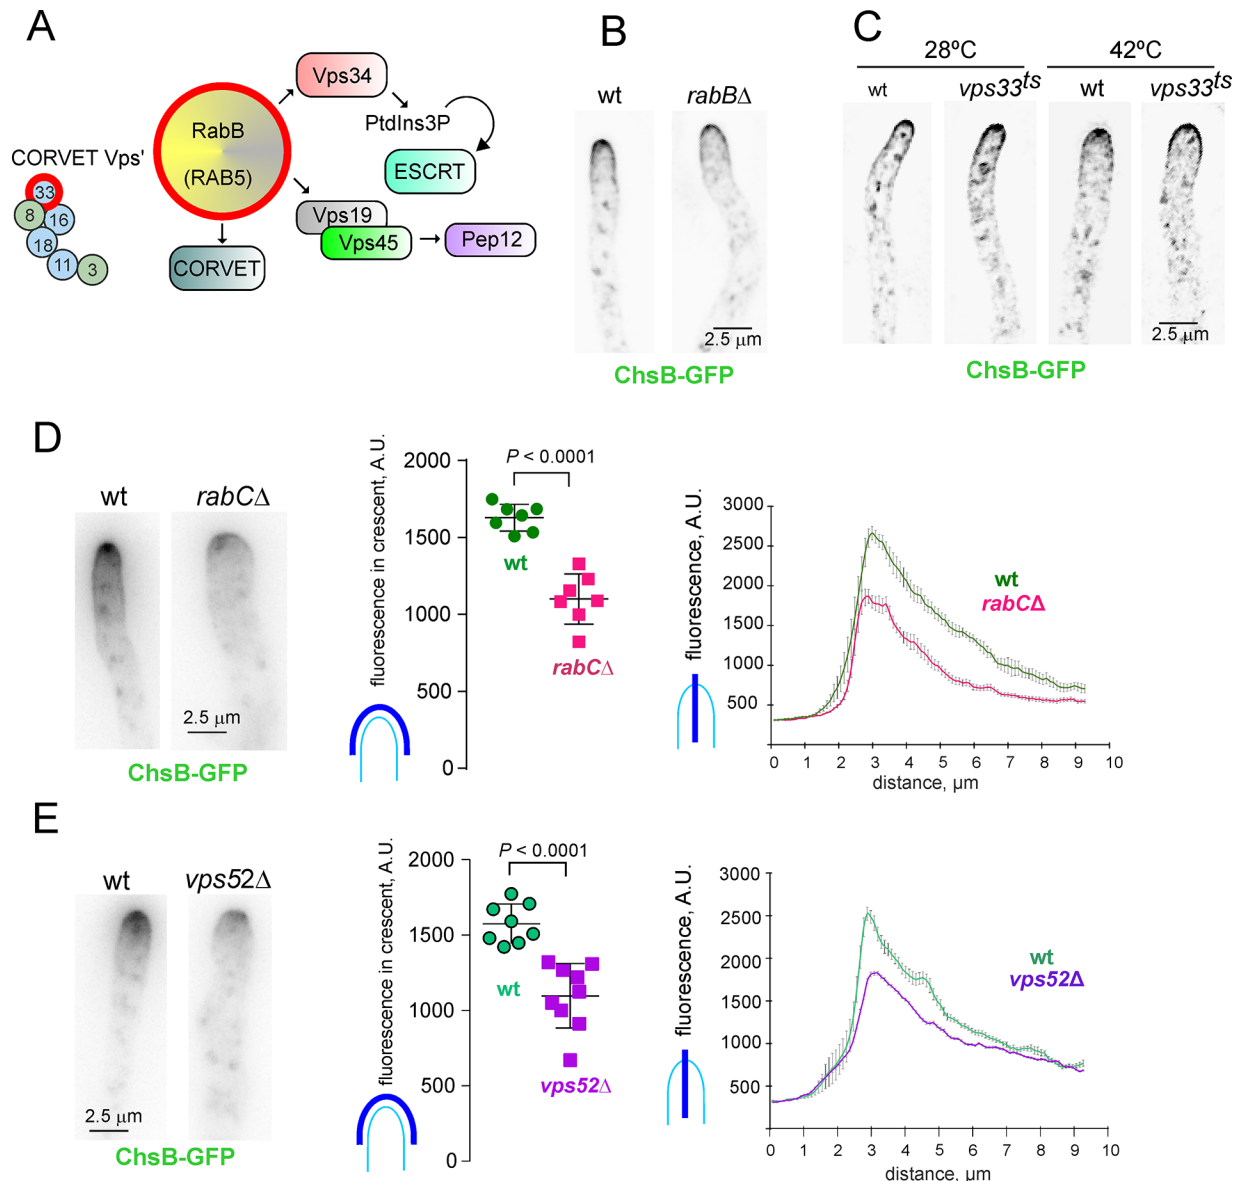 A
CORVET Vps'
33
8
16
18
11
3
RabB
(RAB5)
CORVET
Vps34
PtdIns3P
ESCRT
Vps19
Vps45
Pep12
B
wt
rabBΔ
2.5 µm
ChsB-GFP
C
28ºC
42ºC
wt
vps33ts
wt
vps33ts
2.5 µm
ChsB-GFP
D
wt
rabCΔ
2.5 µm
ChsB-GFP
fluorescence in crescent, A.U.
2000
1500
1000
500
0
P < 0.0001
wt
rabCΔ
fluorescence, A.U.
3000
2500
2000
1500
1000
500
wt
rabCΔ
0 1 2 3 4 5 6 7 8 9 10
distance, µm
E
wt
vps52Δ
2.5 µm
ChsB-GFP
fluorescence in crescent, A.U.
2000
1500
1000
500
0
P < 0.0001
wt
vps52Δ
fluorescence, A.U.
3000
2500
2000
1500
1000
500
wt
vps52Δ
0 1 2 3 4 5 6 7 8 9 10
distance, µm